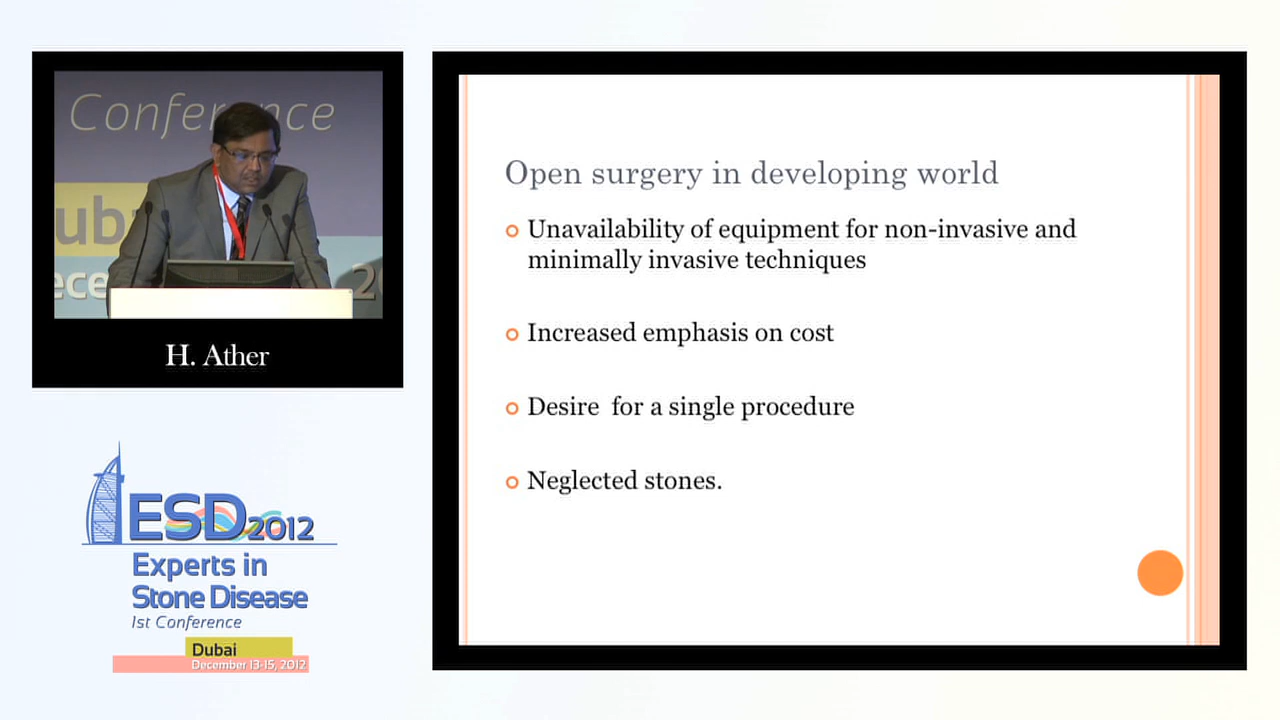 Conference
ub
ece
2
H. Ather
ESD 2012
Experts in
Stone Disease
1st Conference
Dubai
December 13-15, 2012
Open surgery in developing world
Unavailability of equipment for non-invasive and
minimally invasive techniques
Increased emphasis on cost
Desire for a single procedure
Neglected stones.